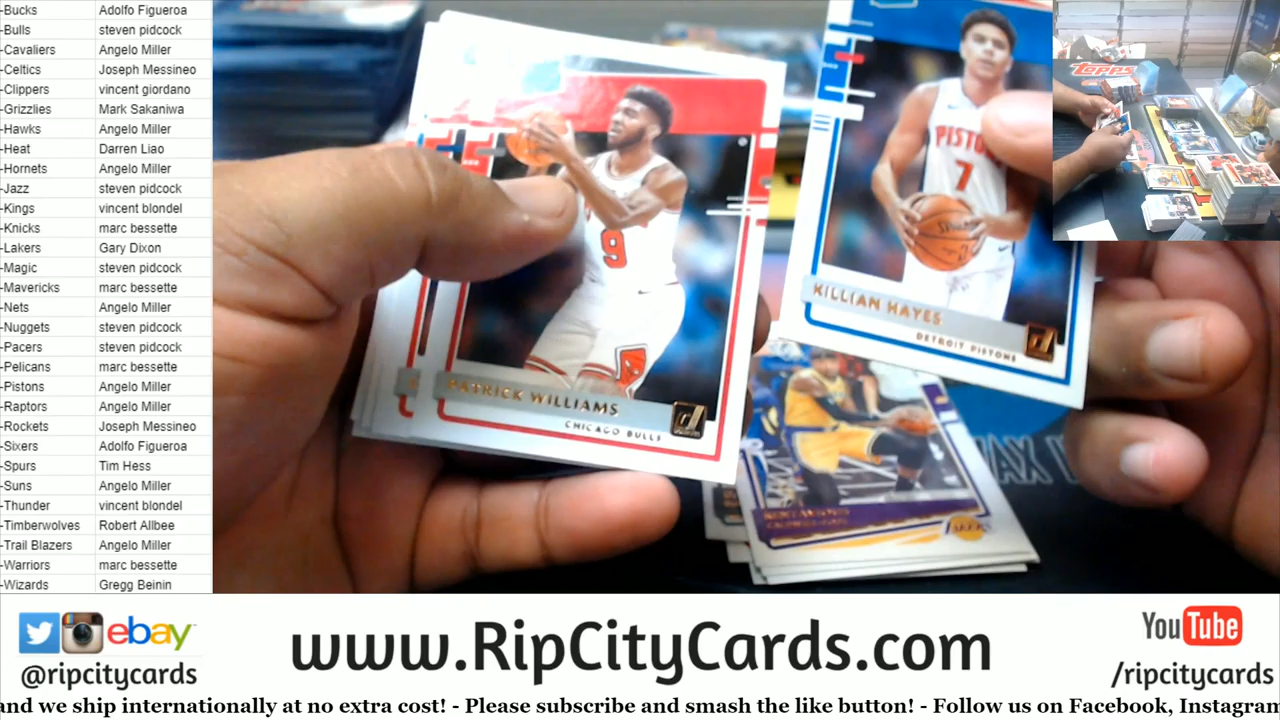 -Bucks Adolfo Figueroa
-Bulls steven pidcock
-Cavaliers Angelo Miller
-Celtics Joseph Messineo
-Clippers vincent giordano
-Grizzlies Mark Sakaniwa
-Hawks Angelo Miller
-Heat Darren Liao
-Hornets Angelo Miller
-Jazz steven pidcock
-Kings vincent blondel
-Knicks marc bessette
-Lakers Gary Dixon
-Magic steven pidcock
-Mavericks marc bessette
-Nets Angelo Miller
-Nuggets steven pidcock
-Pacers steven pidcock
-Pelicans marc bessette
-Pistons Angelo Miller
-Raptors Angelo Miller
-Rockets Joseph Messineo
-Sixers Adolfo Figueroa
-Spurs Tim Hess
-Suns Angelo Miller
-Thunder vincent blondel
-Timberwolves Robert Allbee
-Trail Blazers Angelo Miller
-Warriors marc bessette
-Wizards Gregg Beinin
9
PATRICK WILLIAMS
CHICAGO BULLS
7
KILLIAN HAYES
DETROIT PISTONS
LAKERS
WAX
Topps
ebay
@ripcitycards
www.RipCityCards.com
YouTube
/ripcitycards
and we ship internationally at no extra cost! - Please subscribe and smash the like button! - Follow us on Facebook, Instagran